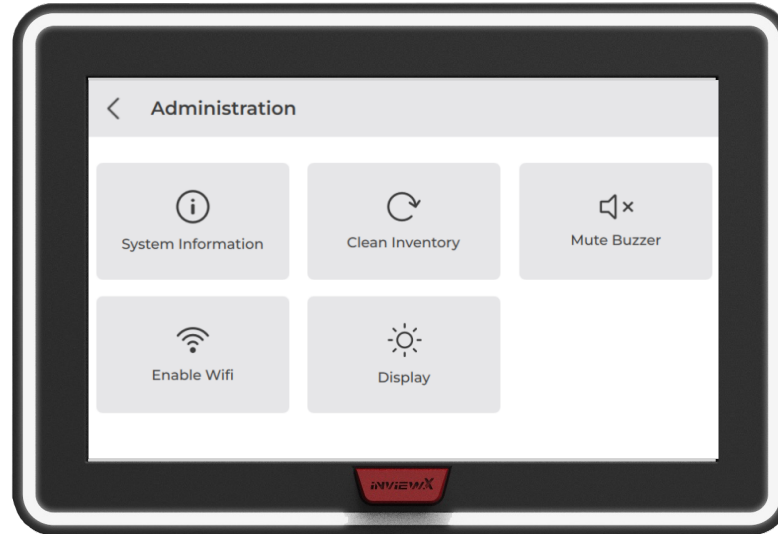 Administration
System Information
Clean Inventory
Mute Buzzer
Enable Wifi
Display
INVIEWX